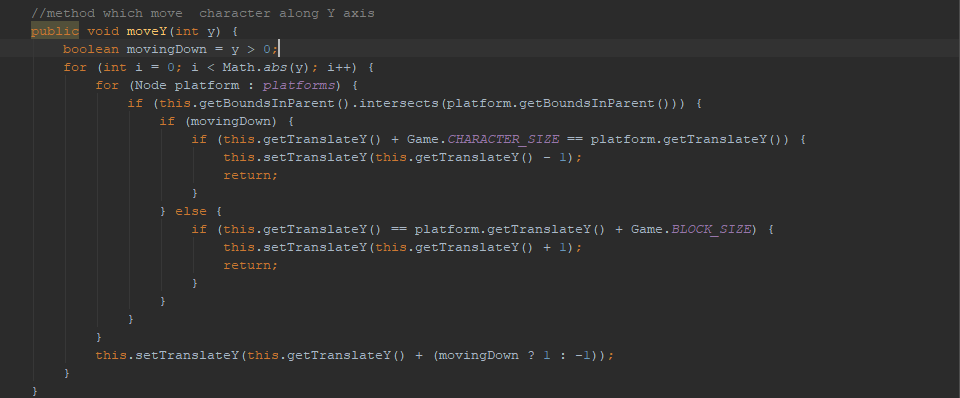 //method which move  character along Y axis
public void moveY(int y) {
    boolean movingDown = y > 0;
    for (int i = 0; i < Math.abs(y); i++) {
        for (Node platform : platforms) {
            if (this.getBoundsInParent().intersects(platform.getBoundsInParent())) {
                if (movingDown) {
                    if (this.getTranslateY() + Game.CHARACTER_SIZE == platform.getTranslateY()) {
                        this.setTranslateY(this.getTranslateY() - 1);
                        return;
                    }
                } else {
                    if (this.getTranslateY() == platform.getTranslateY() + Game.BLOCK_SIZE) {
                        this.setTranslateY(this.getTranslateY() + 1);
                        return;
                    }
                }
            }
        }
        this.setTranslateY(this.getTranslateY() + (movingDown ? 1 : -1));
    }
}